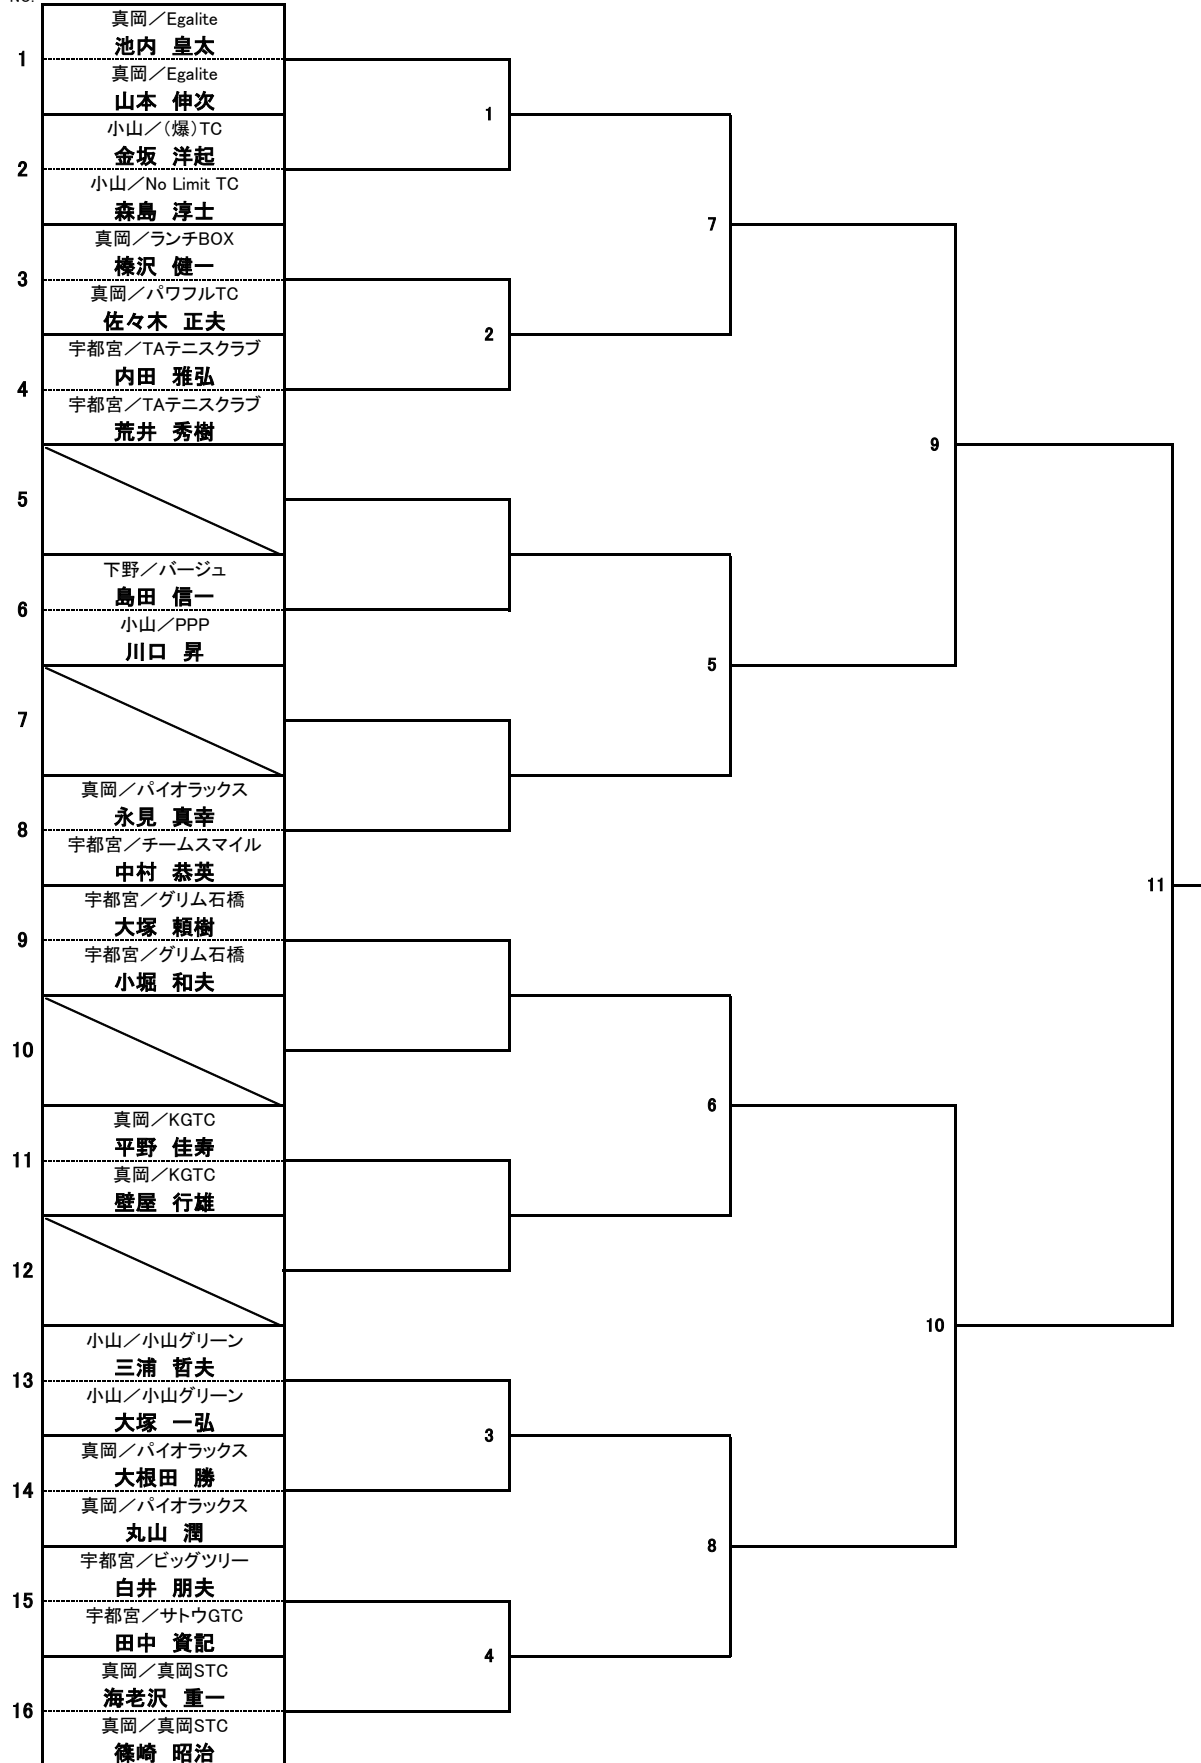 NO.
真岡／Egalite
池内 皇太
1
真岡／Egalite
山本 伸次
小山／（爆）TC
金坂 洋起
2
小山／No Limit TC
森島 淳士
真岡／ランチBOX
榛沢 健一
3
真岡／パワフルTC
佐々木 正夫
宇都宮／TAテニスクラブ
内田 雅弘
4
宇都宮／TAテニスクラブ
荒井 秀樹
5
下野／バージュ
島田 信一
6
小山／PPP
川口 昇
7
真岡／パイオラックス
永見 真幸
8
宇都宮／チームスマイル
中村 恭英
宇都宮／グリム石橋
大塚 頼樹
9
宇都宮／グリム石橋
小堀 和夫
10
真岡／KGTC
平野 佳寿
11
真岡／KGTC
壁屋 行雄
12
小山／小山グリーン
三浦 哲夫
13
小山／小山グリーン
大塚 一弘
真岡／パイオラックス
大根田 勝
14
真岡／パイオラックス
丸山 潤
宇都宮／ビッグツリー
白井 朋夫
15
宇都宮／サトウGTC
田中 資記
真岡／真岡STC
海老沢 重一
16
真岡／真岡STC
篠崎 昭治
1
2
3
4
7
5
6
8
9
10
11